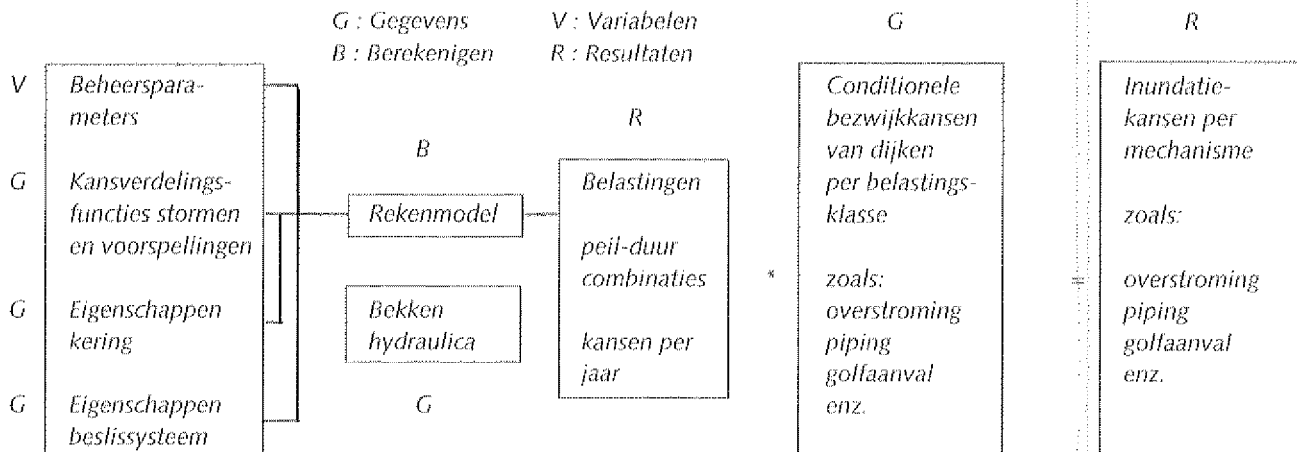 G : Gegevens V : Variabelen
B : Berekenigen R : Resultaten
G
R
V
Beheerspara-
meters
G
Kansverdelings-
functies stormen
en voorspellingen
G
Eigenschappen
kering
G
Eigenschappen
beslissysteem
B
Rekenmodel
Bekken
hydraulica
G
R
Belastingen
peil-duur
combinaties
kansen per
jaar
*
Conditionele
bezwijkkansen
van dijken
per belastings-
klasse
zoals:
overstroming
piping
golfaanval
enz.
=
Inundatie-
kansen per
mechanisme
zoals:
overstroming
piping
golfaanval
enz.